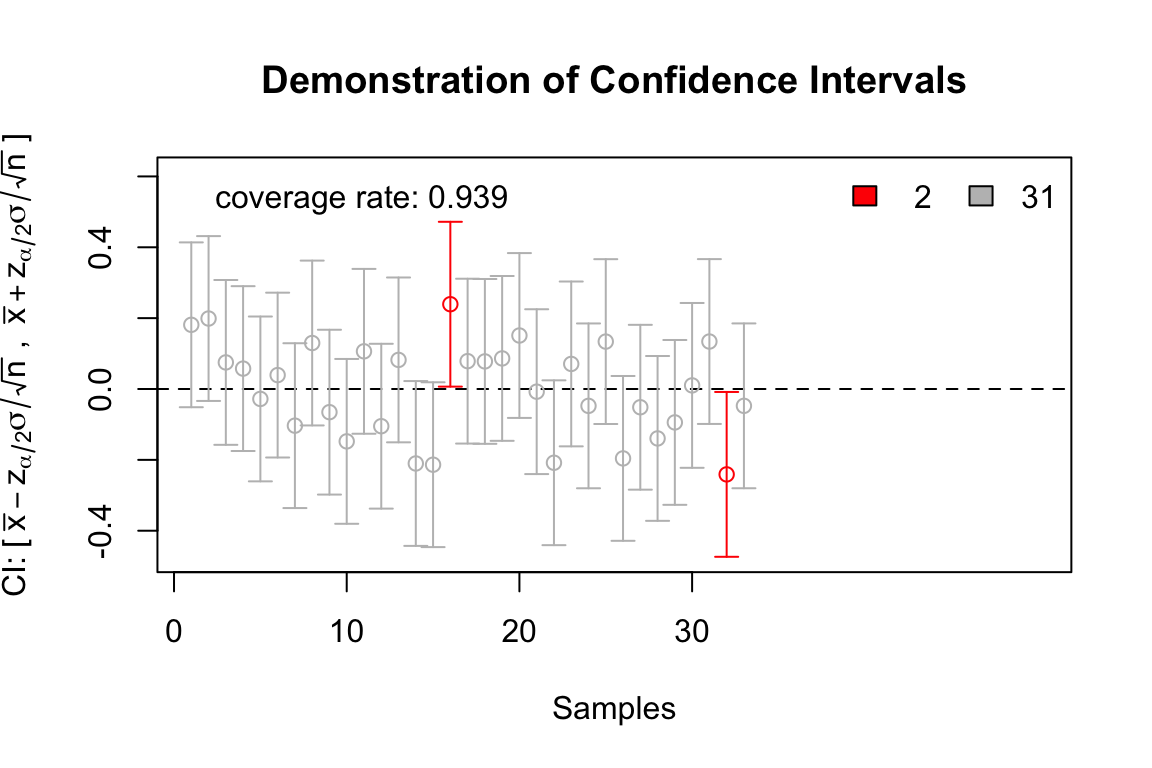 Demonstration of Confidence Intervals
CI: [ x̅ − zα/2σ/√n , x̅ + zα/2σ/√n ]
coverage rate: 0.939
2
31
0.4
0.0
-0.4
0
10
20
30
Samples